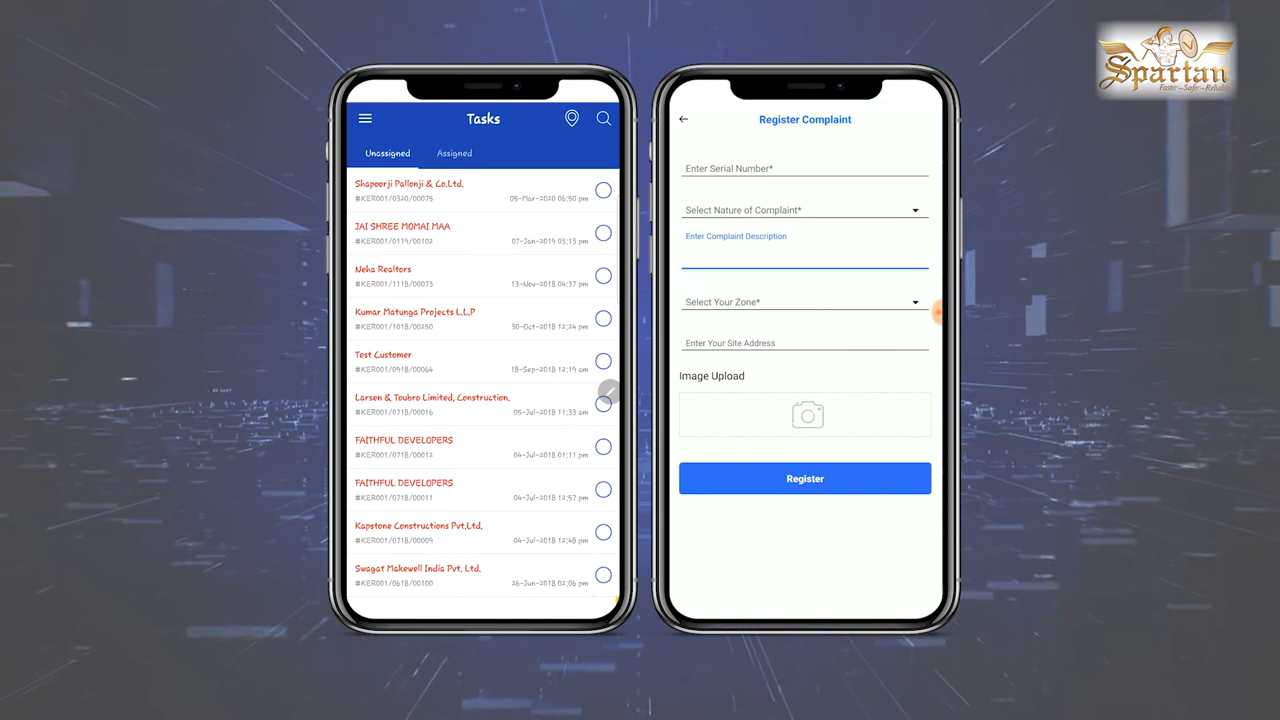 Spartan
Faster-Safer-Reliable
Tasks
Unassigned
Assigned
Shapoorji Pallonji & Co.Ltd.
#KER001/0320/00075
05-Mar-2020 06:50 pm
JAI SHREE MOMAI MAA
#KER001/0119/00102
07-Jan-2019 03:13 pm
Neha Realtors
#KER001/1118/00073
13-Nov-2018 04:37 pm
Kumar Matunga Projects L.L.P
#KER001/1018/00250
30-Oct-2018 12:24 pm
Test Customer
#KER001/0918/00064
18-Sep-2018 12:19 am
Larsen & Toubro Limited, Construction.
#KER001/0718/00016
05-Jul-2018 11:33 am
FAITHFUL DEVELOPERS
#KER001/0718/00012
04-Jul-2018 01:11 pm
FAITHFUL DEVELOPERS
#KER001/0718/00011
04-Jul-2018 12:57 pm
Kapstone Constructions Pvt.Ltd.
#KER001/0718/00009
04-Jul-2018 12:48 pm
Swagat Makewell India Pvt. Ltd.
#KER001/0618/00100
26-Jun-2018 02:06 pm
Register Complaint
Enter Serial Number*
Select Nature of Complaint*
Enter Complaint Description
Select Your Zone*
Enter Your Site Address
Image Upload
Register